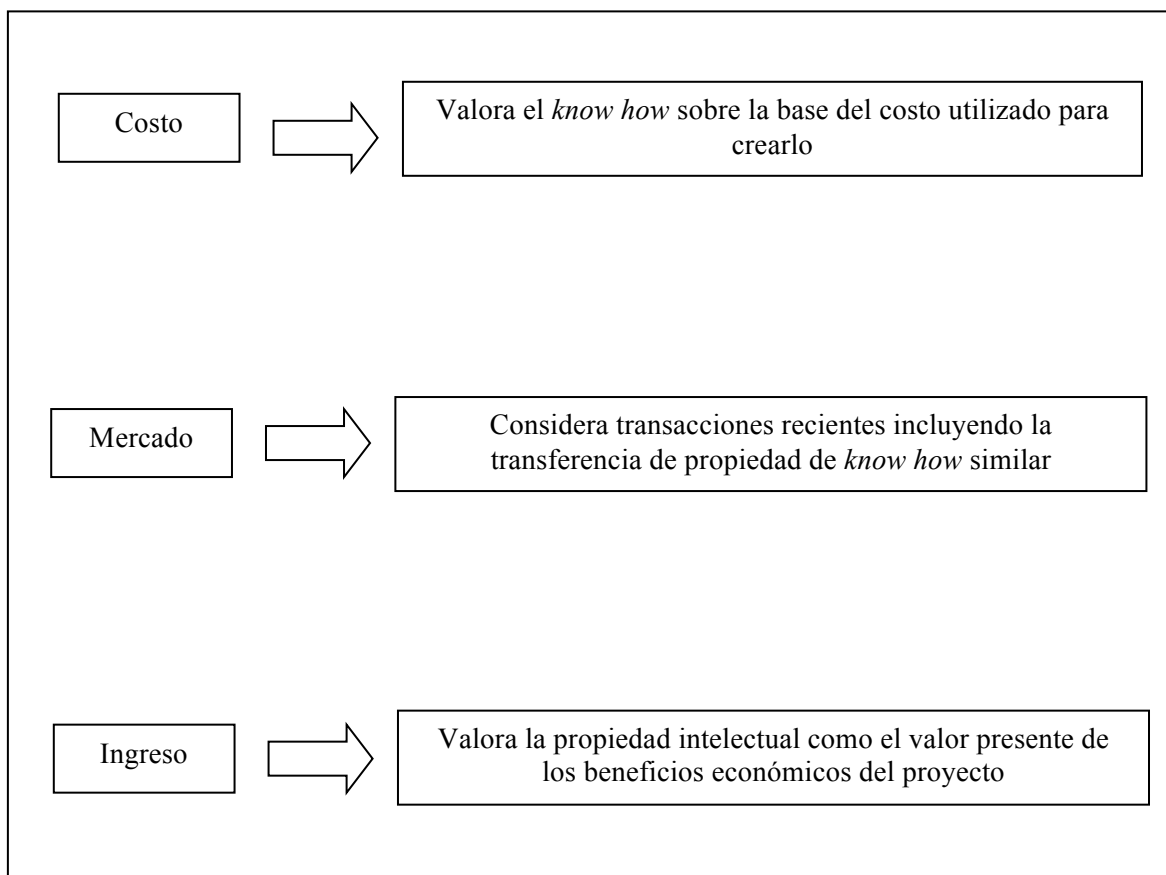 Costo
Valora el know how sobre la base del costo utilizado para
crearlo
Mercado
Considera transacciones recientes incluyendo la
transferencia de propiedad de know how similar
Ingreso
Valora la propiedad intelectual como el valor presente de
los beneficios económicos del proyecto